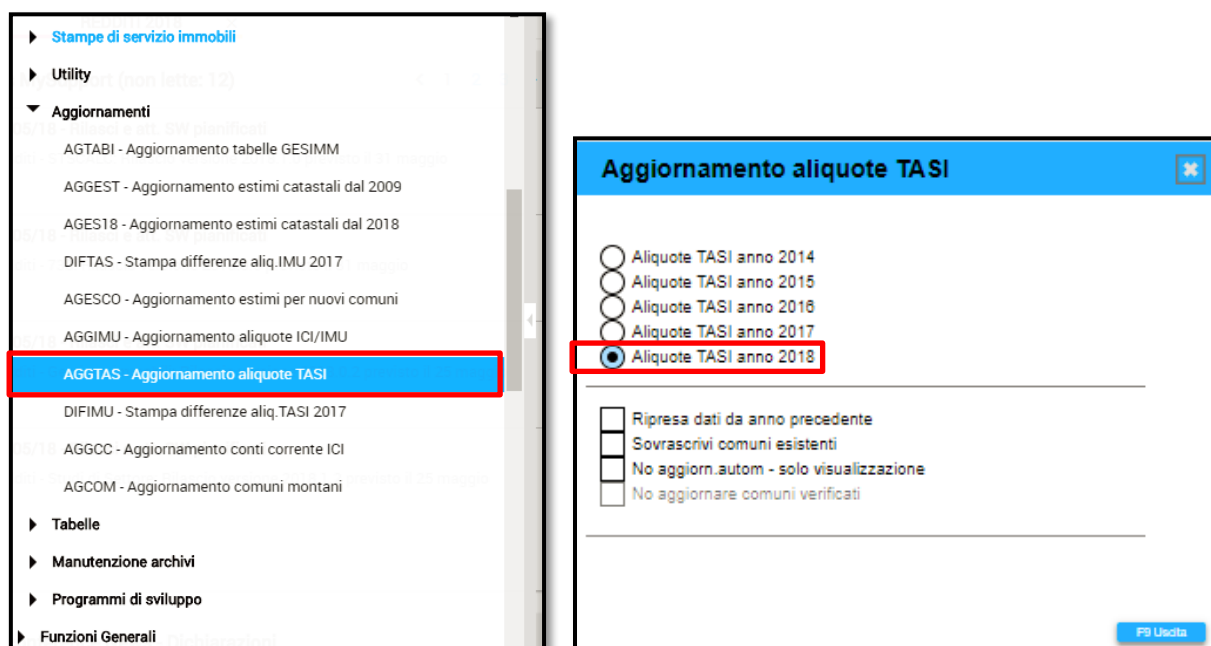 Stampe di servizio immobili
Utility
Aggiornamenti
AGTABI - Aggiornamento tabelle GESIMM
AGGEST - Aggiornamento estimi catastali dal 2009
AGES18 - Aggiornamento estimi catastali dal 2018
DIFTAS - Stampa differenze aliq.IMU 2017
AGESCO - Aggiornamento estimi per nuovi comuni
AGGIMU - Aggiornamento aliquote ICI/IMU
AGGTAS - Aggiornamento aliquote TASI
DIFIMU - Stampa differenze aliq.TASI 2017
AGGCC - Aggiornamento conti corrente ICI
AGCOM - Aggiornamento comuni montani
Tabelle
Manutenzione archivi
Programmi di sviluppo
Funzioni Generali
Aggiornamento aliquote TASI
Aliquote TASI anno 2014
Aliquote TASI anno 2015
Aliquote TASI anno 2016
Aliquote TASI anno 2017
Aliquote TASI anno 2018
Ripresa dati da anno precedente
Sovrascrivi comuni esistenti
No aggiorn.autom - solo visualizzazione
No aggiornare comuni verificati
F9 Uscita